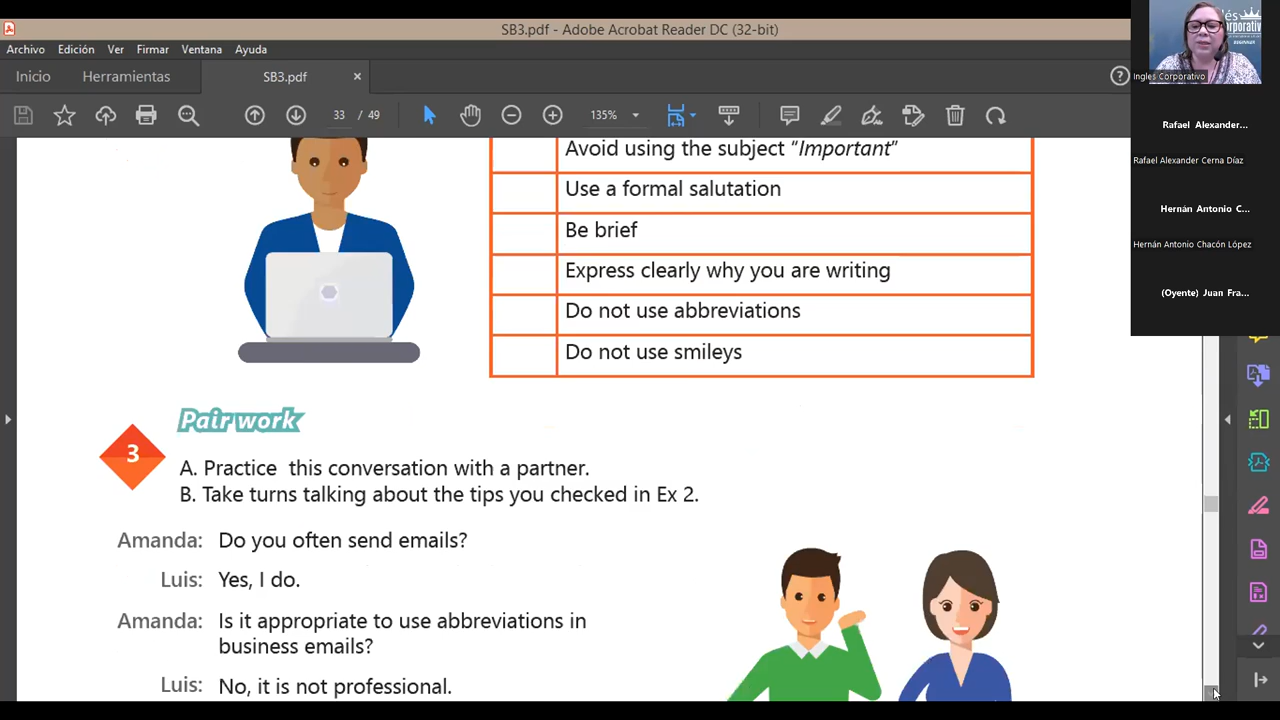 SB3.pdf - Adobe Acrobat Reader DC (32-bit)
Archivo Edición Ver Firmar Ventana Ayuda
Inicio Herramientas SB3.pdf ×
33 / 49 135%
Avoid using the subject "Important"
Use a formal salutation
Be brief
Express clearly why you are writing
Do not use abbreviations
Do not use smileys
Pair work
3
A. Practice this conversation with a partner.
B. Take turns talking about the tips you checked in Ex 2.
Amanda: Do you often send emails?
Luis: Yes, I do.
Amanda: Is it appropriate to use abbreviations in
business emails?
Luis: No, it is not professional.
Ingles Corporativo
Rafael Alexander...
Rafael Alexander Cerna Díaz
Hernán Antonio C...
Hernán Antonio Chacón López
(Oyente) Juan Fra...